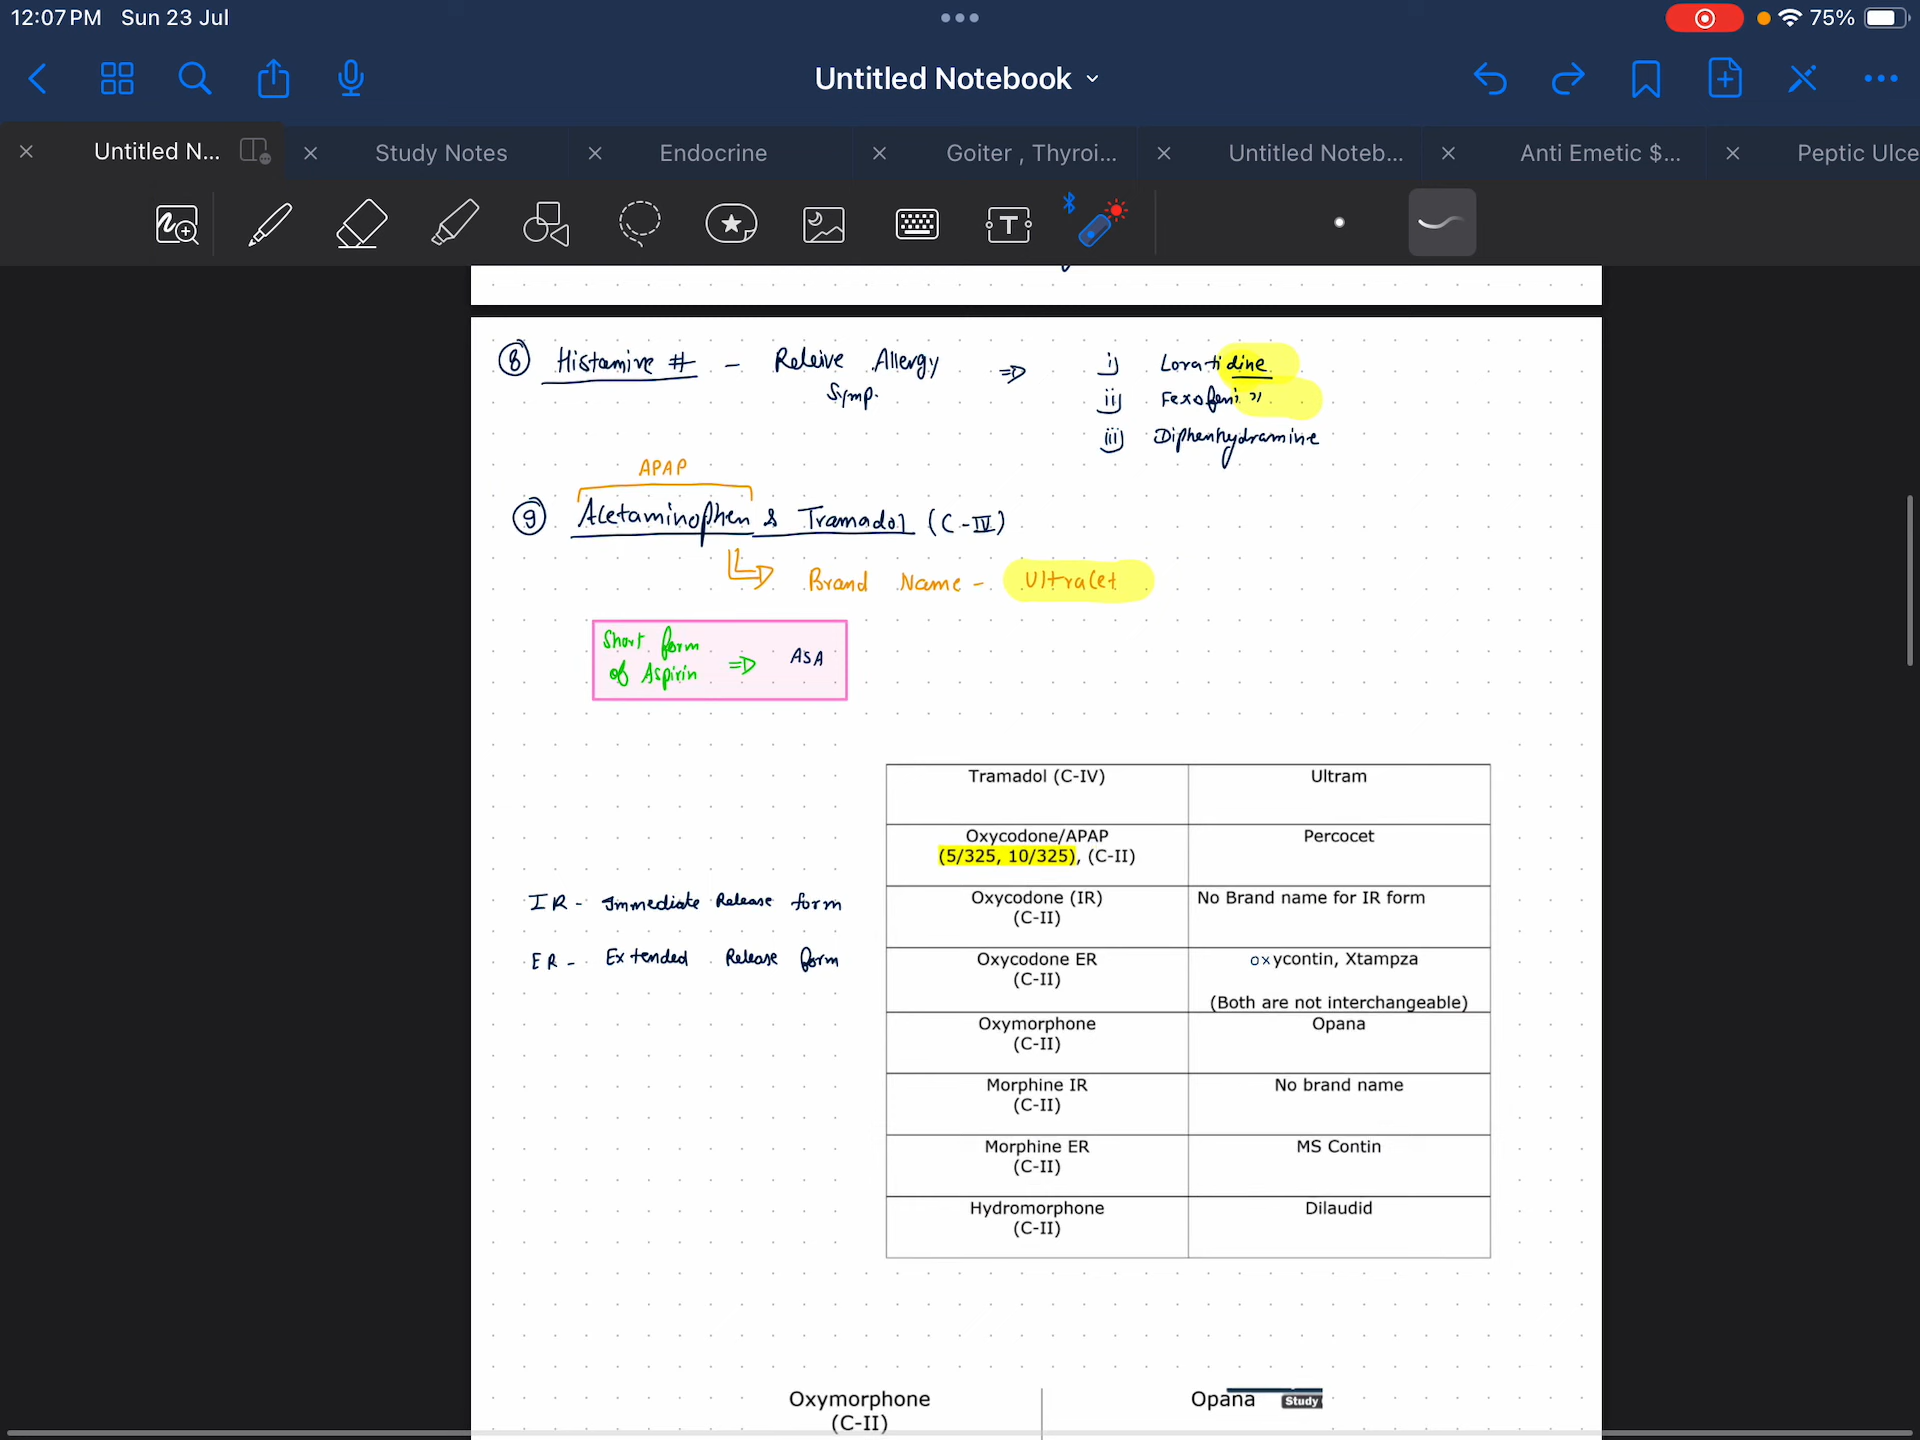 12:07 PM Sun 23 Jul
75%
Untitled Notebook
Untitled N...
Study Notes
Endocrine
Goiter , Thyroi...
Untitled Noteb...
Anti Emetic $...
Peptic Ulce
8 Histamine # - Releive Allergy Symp. ⇒
i) Loratidine
ii) Fexofeni "
iii) Diphenhydramine
APAP
9 Acetaminophen & Tramadol (C-IV)
Brand Name - Ultracet
Short form of Aspirin ⇒ ASA
Tramadol (C-IV) Ultram
Oxycodone/APAP Percocet
(5/325, 10/325), (C-II)
IR - Immediate Release form
ER - Extended Release form
Oxycodone (IR) No Brand name for IR form
(C-II)
Oxycodone ER oxycontin, Xtampza
(C-II)
(Both are not interchangeable)
Oxymorphone Opana
(C-II)
Morphine IR No brand name
(C-II)
Morphine ER MS Contin
(C-II)
Hydromorphone Dilaudid
(C-II)
Oxymorphone Opana Study
(C-II)